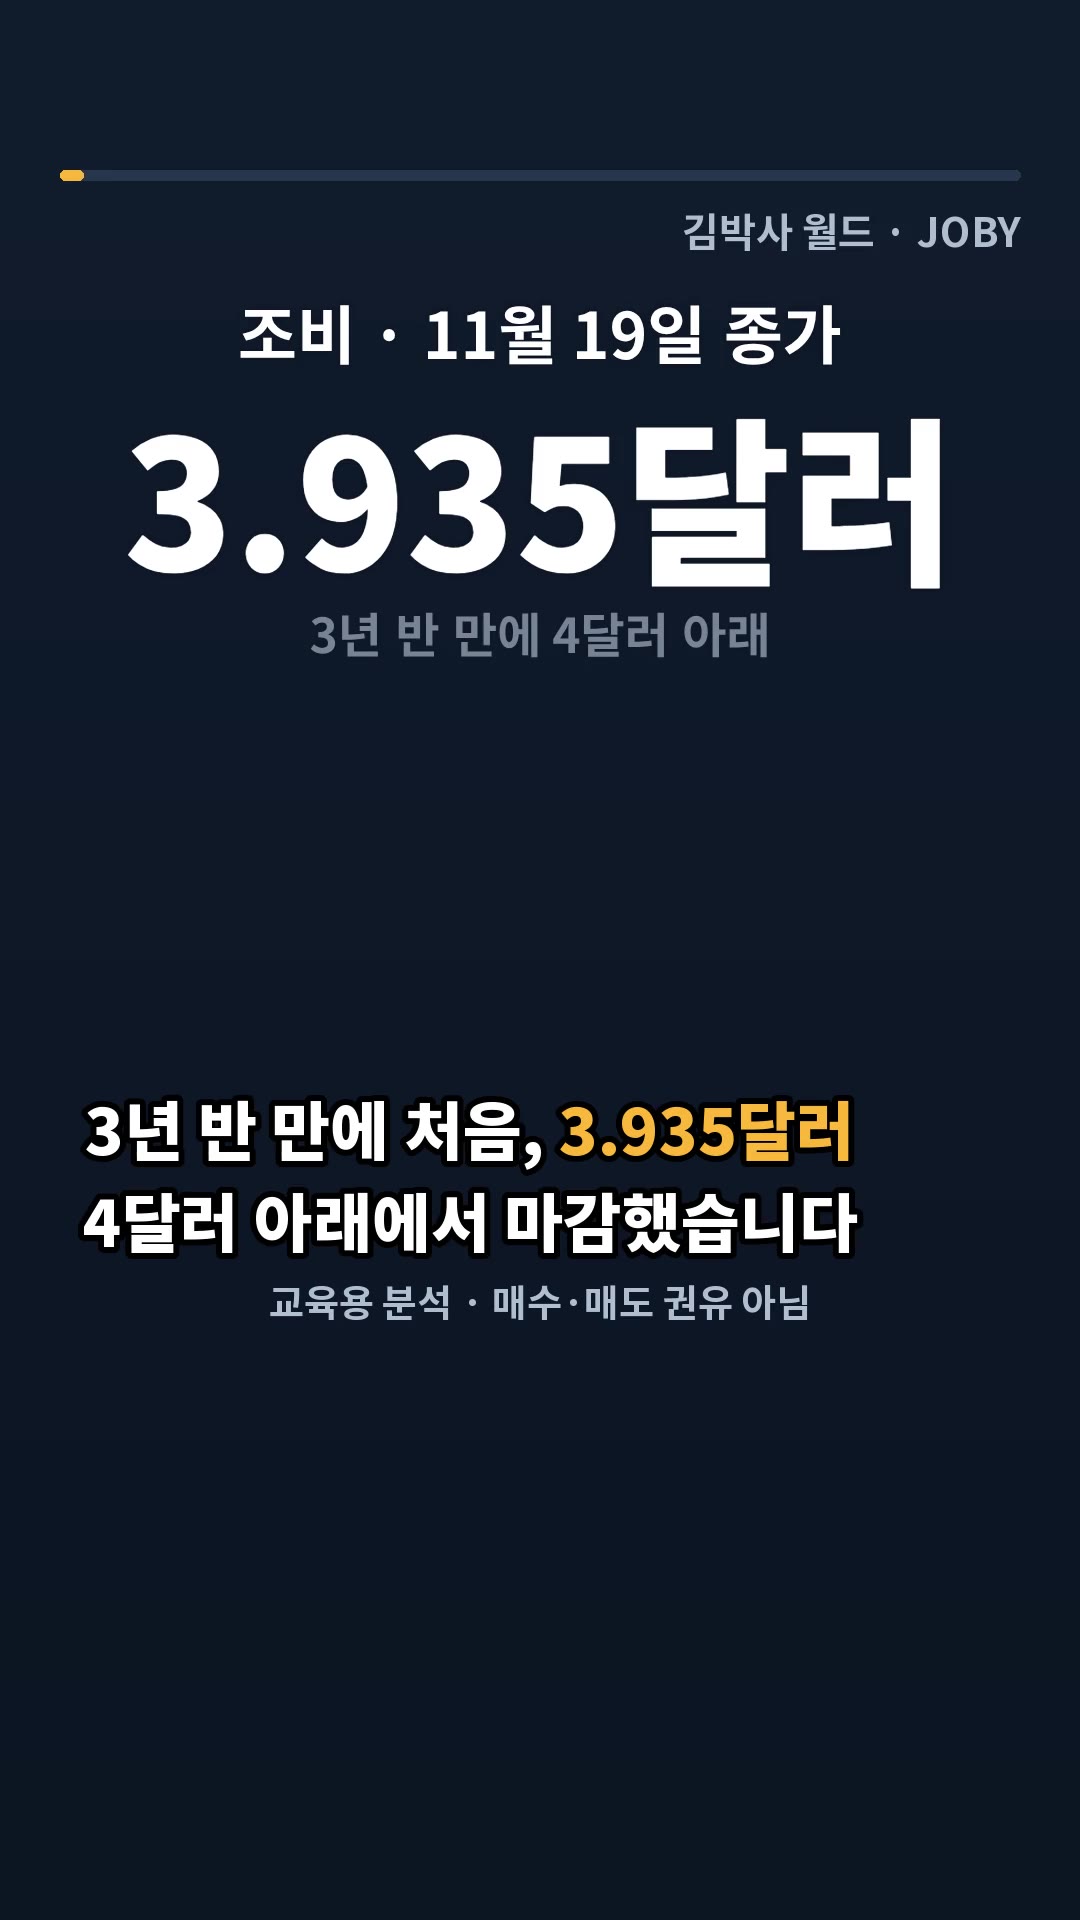 김박사 월드 · JOBY
조비 · 11월 19일 종가
3.935달러
3년 반 만에 4달러 아래
3년 반 만에 처음, 3.935달러
4달러 아래에서 마감했습니다
교육용 분석 · 매수·매도 권유 아님